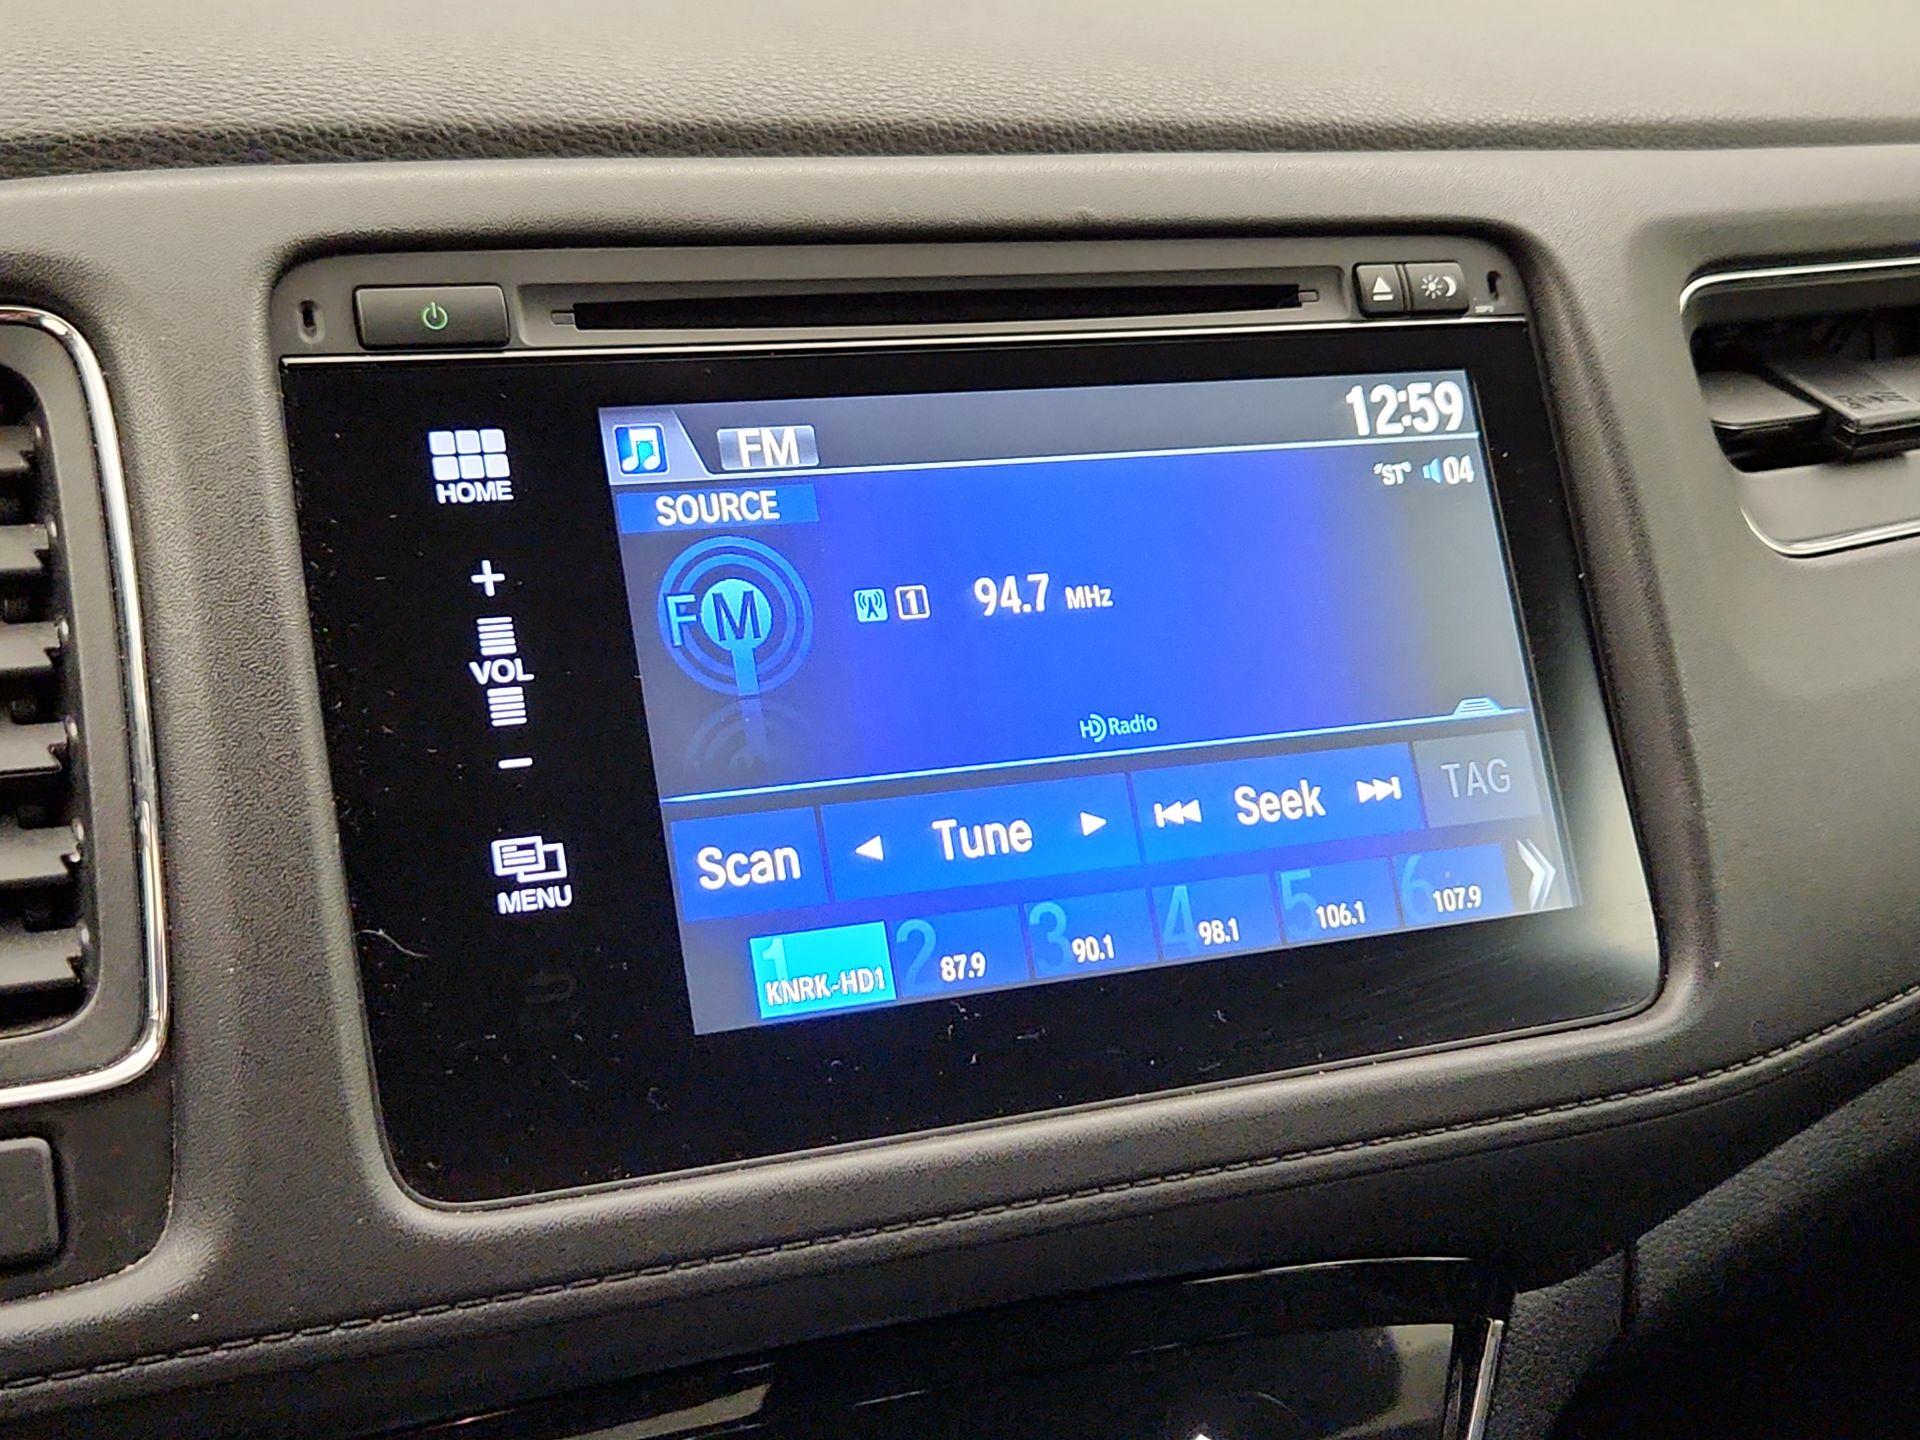 12:59
FM
HOME
"ST" 04
SOURCE
+
FM
1 94.7 MHz
VOL
HD Radio
−
Scan Tune Seek TAG
MENU
1 2 3 4 5 6
KNRK-HD1 87.9 90.1 98.1 106.1 107.9